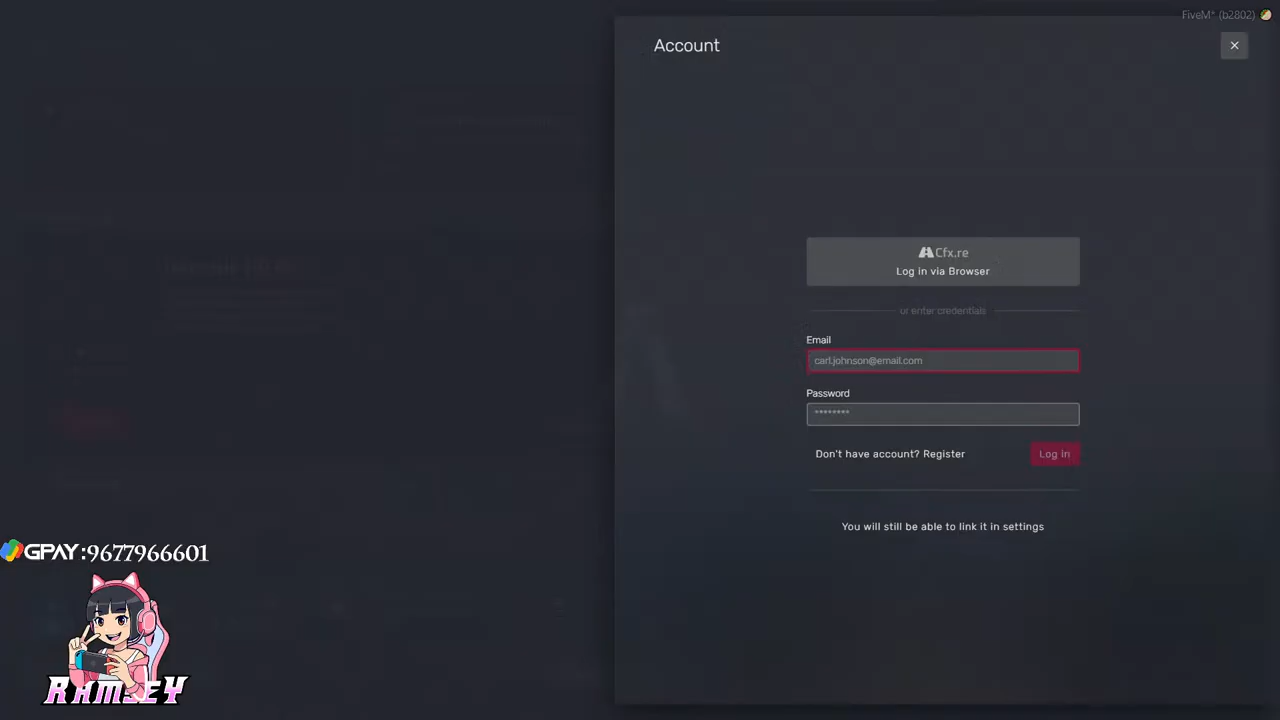 FiveM* (b2802)
Account
Cfx.re
Log in via Browser
or enter credentials
Email
carl.johnson@email.com
Password
********
Don't have account? Register
Log In
You will still be able to link it in settings
GPAY:9677966601
RAMSEY